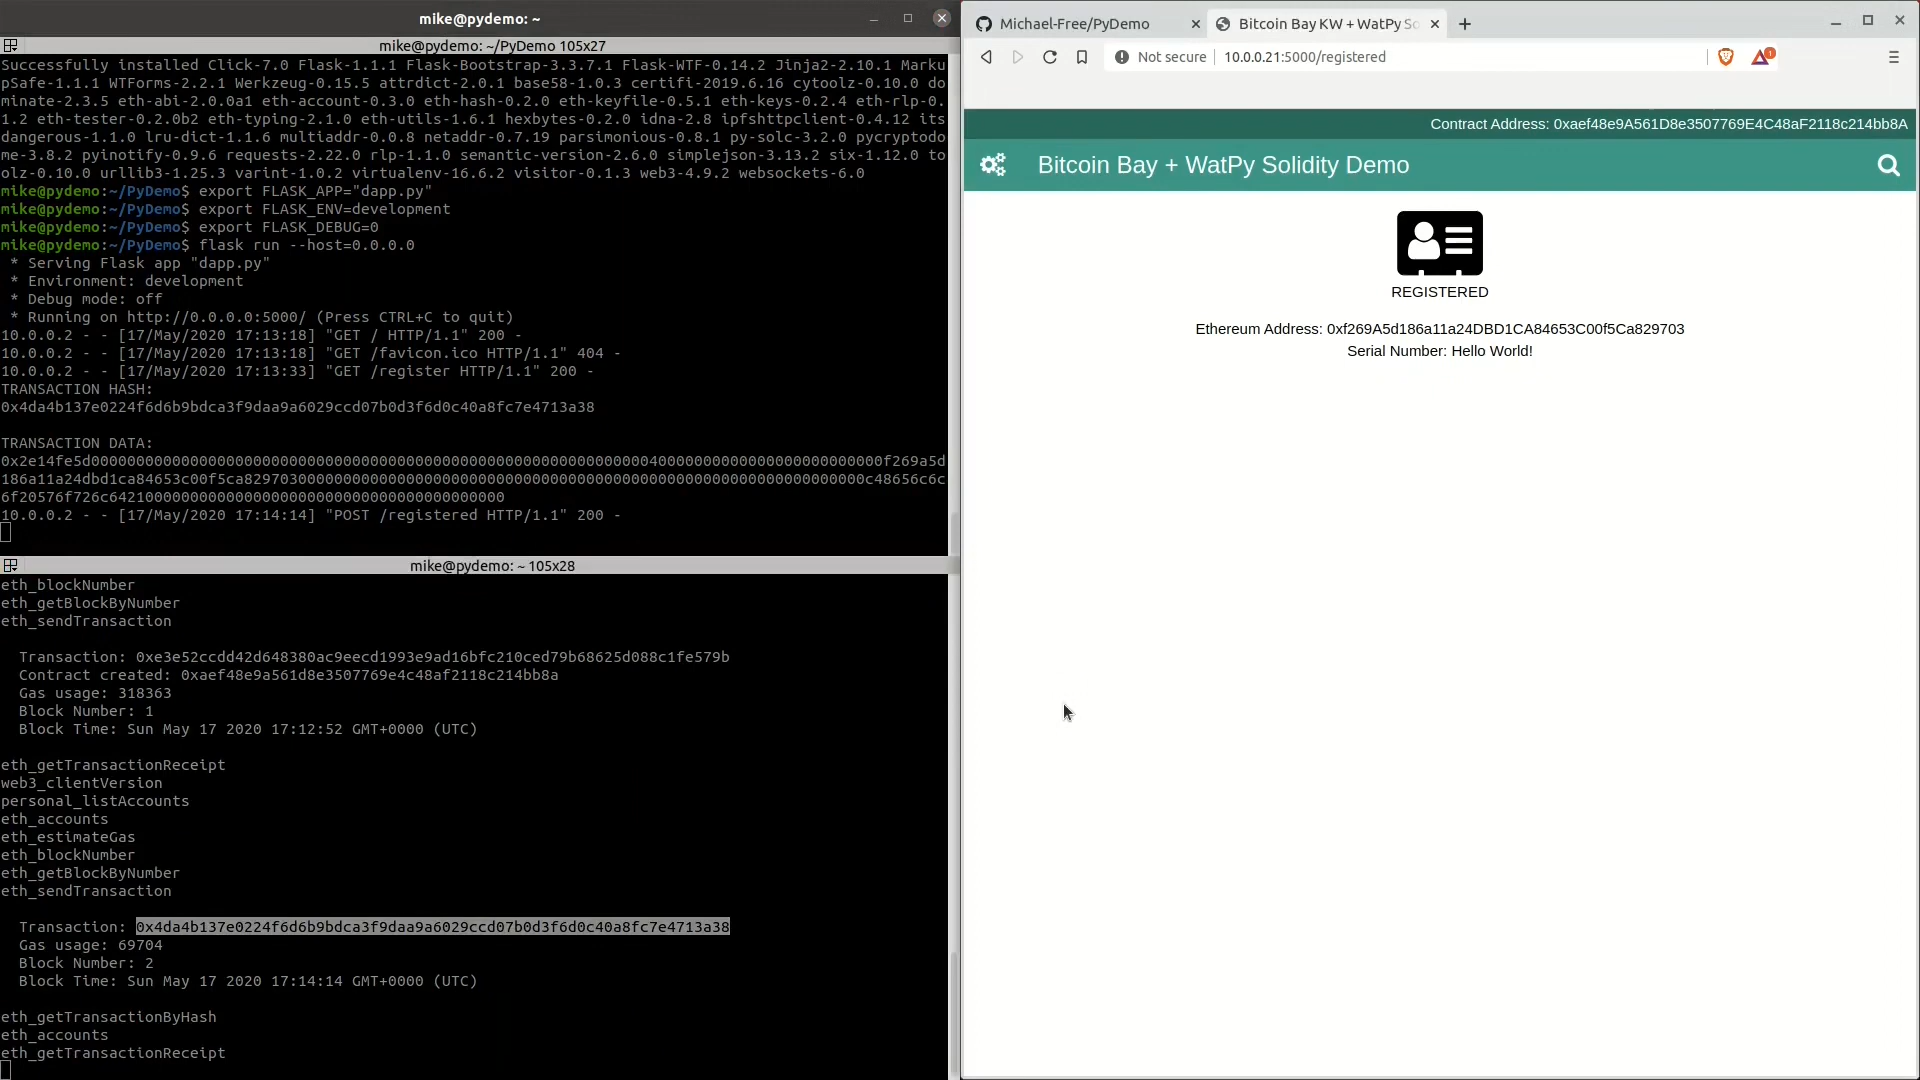 mike@pydemo: ~
mike@pydemo: ~/PyDemo 105x27
Successfully installed Click-7.0 Flask-1.1.1 Flask-Bootstrap-3.3.7.1 Flask-WTF-0.14.2 Jinja2-2.10.1 Marku
pSafe-1.1.1 WTForms-2.2.1 Werkzeug-0.15.5 attrdict-2.0.1 base58-1.0.3 certifi-2019.6.16 cytoolz-0.10.0 do
minate-2.3.5 eth-abi-2.0.0a1 eth-account-0.3.0 eth-hash-0.2.0 eth-keyfile-0.5.1 eth-keys-0.2.4 eth-rlp-0.
1.2 eth-tester-0.2.0b2 eth-typing-2.1.0 eth-utils-1.6.1 hexbytes-0.2.0 idna-2.8 ipfshttpclient-0.4.12 its
dangerous-1.1.0 lru-dict-1.1.6 multiaddr-0.0.8 netaddr-0.7.19 parsimonious-0.8.1 py-solc-3.2.0 pycryptodo
me-3.8.2 pyinotify-0.9.6 requests-2.22.0 rlp-1.1.0 semantic-version-2.6.0 simplejson-3.13.2 six-1.12.0 to
olz-0.10.0 urllib3-1.25.3 varint-1.0.2 virtualenv-16.6.2 visitor-0.1.3 web3-4.9.2 websockets-6.0
mike@pydemo:~/PyDemo$ export FLASK_APP="dapp.py"
mike@pydemo:~/PyDemo$ export FLASK_ENV=development
mike@pydemo:~/PyDemo$ export FLASK_DEBUG=0
mike@pydemo:~/PyDemo$ flask run --host=0.0.0.0
* Serving Flask app "dapp.py"
* Environment: development
* Debug mode: off
* Running on http://0.0.0.0:5000/ (Press CTRL+C to quit)
10.0.0.2 - - [17/May/2020 17:13:18] "GET / HTTP/1.1" 200 -
10.0.0.2 - - [17/May/2020 17:13:18] "GET /favicon.ico HTTP/1.1" 404 -
10.0.0.2 - - [17/May/2020 17:13:33] "GET /register HTTP/1.1" 200 -
TRANSACTION HASH:
0x4da4b137e0224f6d6b9bdca3f9daa9a6029ccd07b0d3f6d0c40a8fc7e4713a38
TRANSACTION DATA:
186a11a24dbd1ca84653c00f5ca829703000000000000000000000000000000000000000000000000000000000000000c48656c6c
6f20576f726c64210000000000000000000000000000000000000000
10.0.0.2 - - [17/May/2020 17:14:14] "POST /registered HTTP/1.1" 200 -
mike@pydemo: ~ 105x28
eth_blockNumber
eth_getBlockByNumber
eth_sendTransaction
Transaction: 0xe3e52ccdd42d648380ac9eecd1993e9ad16bfc210ced79b68625d088c1fe579b
Contract created: 0xaef48e9a561d8e3507769e4c48af2118c214bb8a
Gas usage: 318363
Block Number: 1
Block Time: Sun May 17 2020 17:12:52 GMT+0000 (UTC)
eth_getTransactionReceipt
web3_clientVersion
personal_listAccounts
eth_accounts
eth_estimateGas
eth_blockNumber
eth_getBlockByNumber
eth_sendTransaction
Transaction: 0x4da4b137e0224f6d6b9bdca3f9daa9a6029ccd07b0d3f6d0c40a8fc7e4713a38
Gas usage: 69704
Block Number: 2
Block Time: Sun May 17 2020 17:14:14 GMT+0000 (UTC)
eth_getTransactionByHash
eth_accounts
eth_getTransactionReceipt
Michael-Free/PyDemo
Bitcoin Bay KW + WatPy So
Not secure
10.0.0.21:5000/registered
1
Contract Address: 0xaef48e9A561D8e3507769E4C48aF2118c214bb8A
Bitcoin Bay + WatPy Solidity Demo
REGISTERED
Ethereum Address: 0xf269A5d186a11a24DBD1CA84653C00f5Ca829703
Serial Number: Hello World!